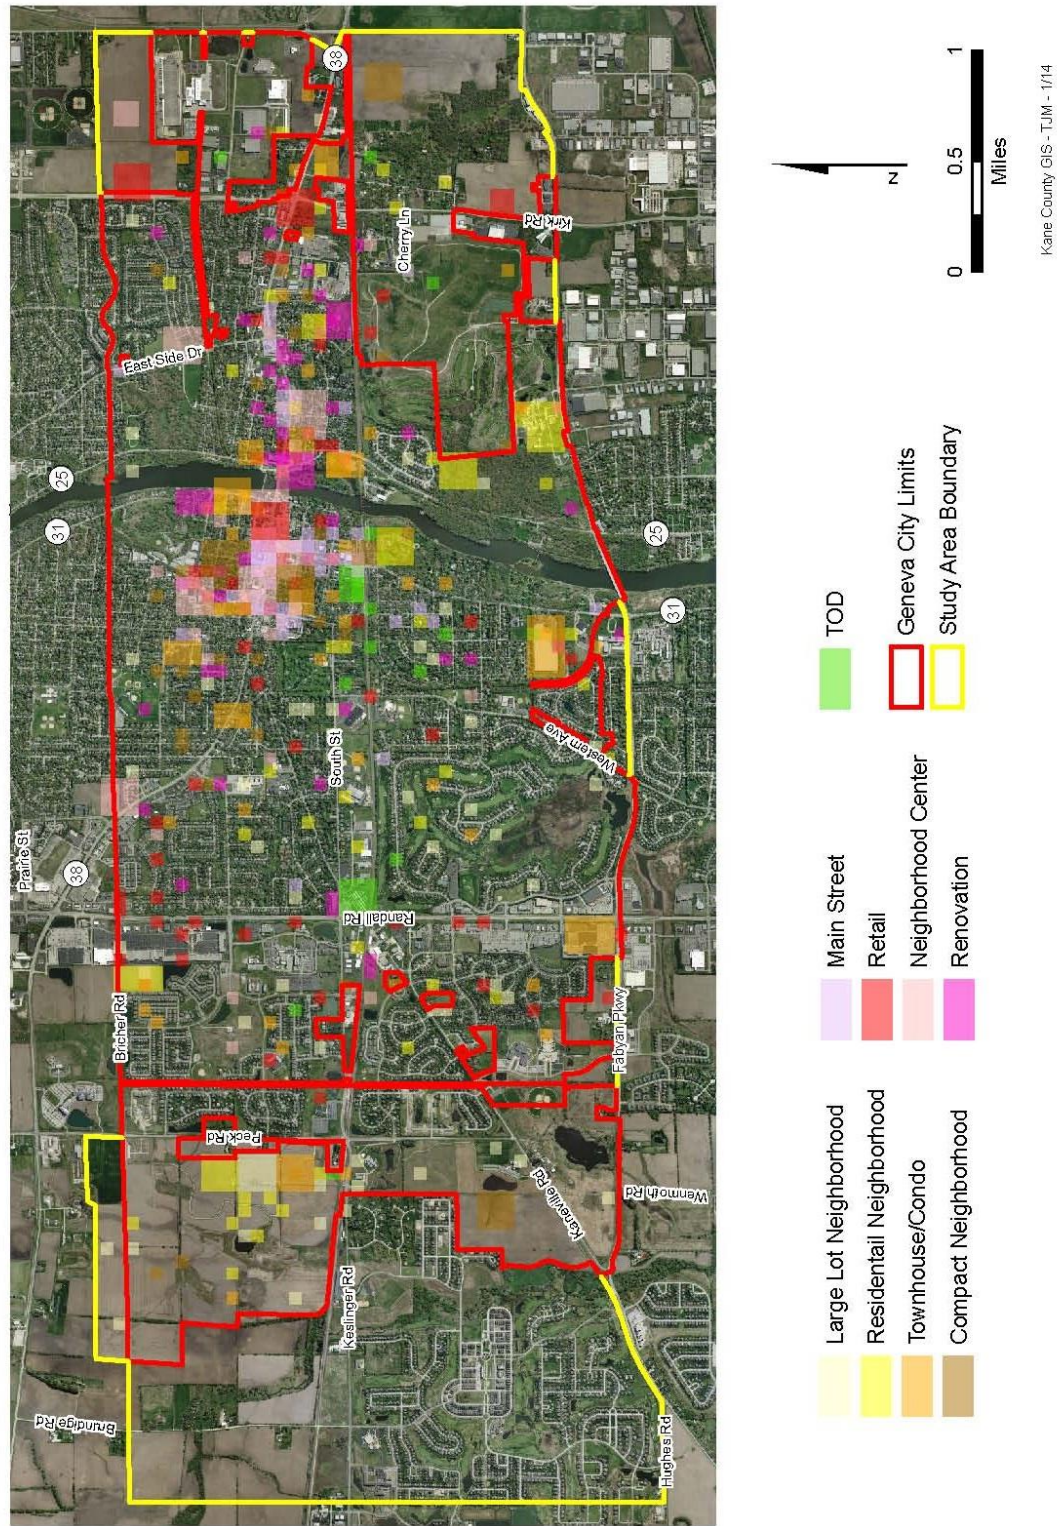 Brundige Rd
Bricher Rd
Prairie St
38
31
25
East Side Dr
38
Peck Rd
Keslinger Rd
Randall Rd
South St
Cherry Ln
Kaneville Rd
Western Ave
Kirk Rd
Hughes Rd
Wenmoth Rd
Fabyan Pkwy
31
25
Large Lot Neighborhood
Residentail Neighborhood
Townhouse/Condo
Compact Neighborhood
Main Street
Retail
Neighborhood Center
Renovation
TOD
Geneva City Limits
Study Area Boundary
N
0
0.5
1
Miles
Kane County GIS - TJM - 1/14